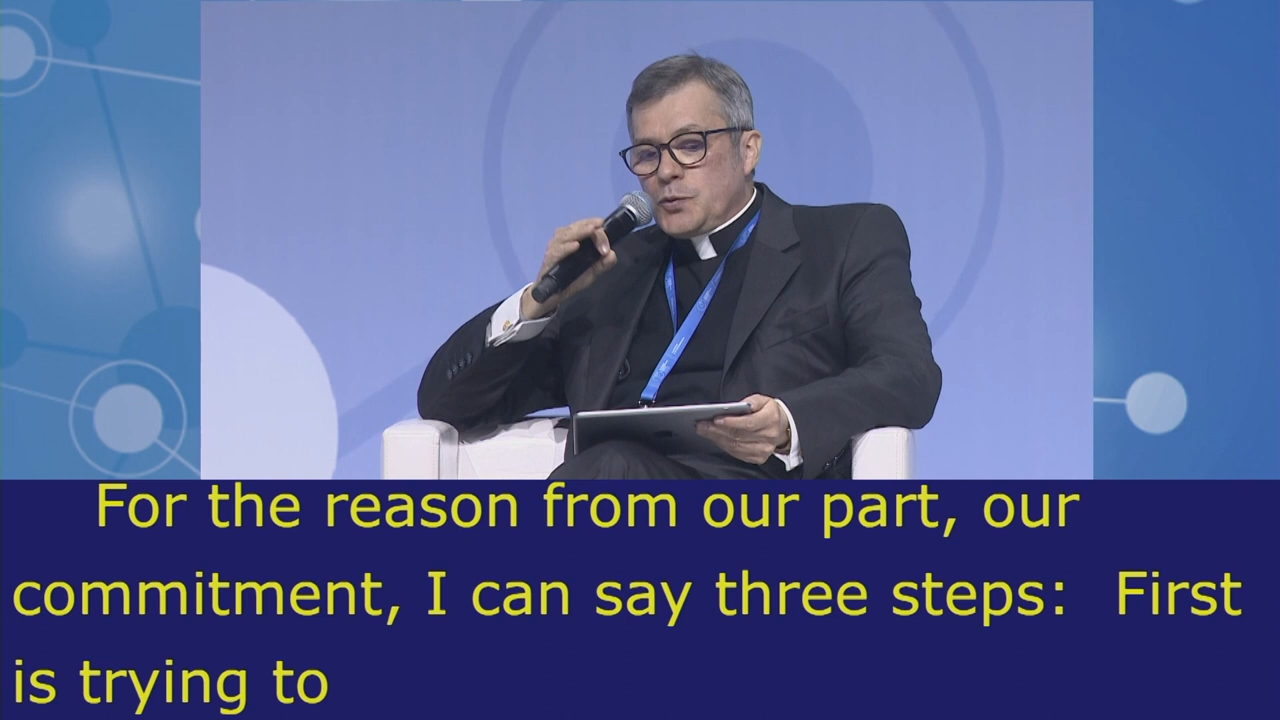 For the reason from our part, our
commitment, I can say three steps:  First
is trying to